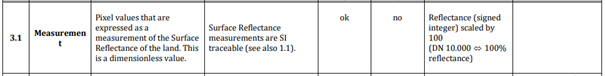 3.1
Measuremen
t
Pixel values that are
expressed as a
measurement of the Surface
Reflectance of the land. This
is a dimensionless value.
Surface Reflectance
measurements are SI
traceable (see also 1.1).
ok
no
Reflectance (signed
integer) scaled by
100
(DN 10.000 ⇔ 100%
reflectance)